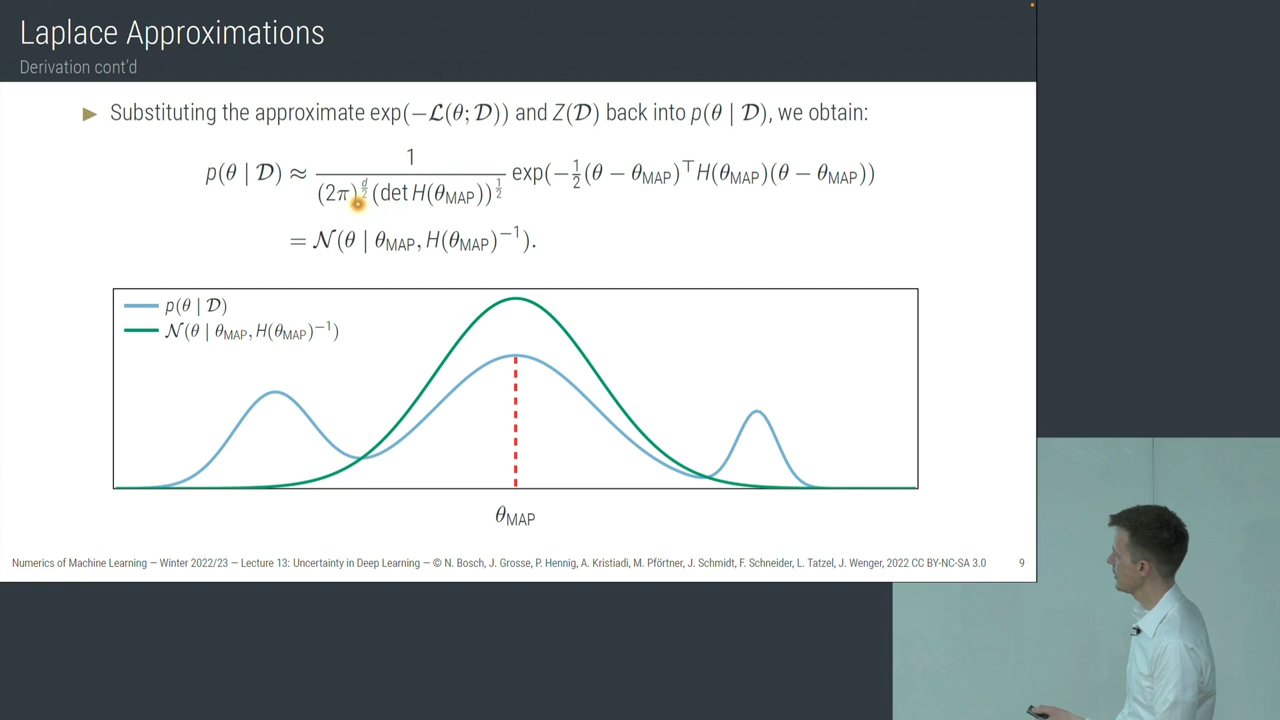 Laplace Approximations
Derivation cont'd
▶ Substituting the approximate exp(−𝓛(θ; 𝒟)) and Z(𝒟) back into p(θ | 𝒟), we obtain:
p(θ | 𝒟) ≈ 1 / ((2π)^{d/2} (det H(θ_MAP))^{1/2}) exp(−½(θ − θ_MAP)^⊤ H(θ_MAP)(θ − θ_MAP))
= 𝒩(θ | θ_MAP, H(θ_MAP)^{−1}).
p(θ | 𝒟)
𝒩(θ | θ_MAP, H(θ_MAP)^{−1})
θ_MAP
Numerics of Machine Learning — Winter 2022/23 — Lecture 13: Uncertainty in Deep Learning — © N. Bosch, J. Grosse, P. Hennig, A. Kristiadi, M. Pförtner, J. Schmidt, F. Schneider, L. Tatzel, J. Wenger, 2022 CC BY-NC-SA 3.0 9